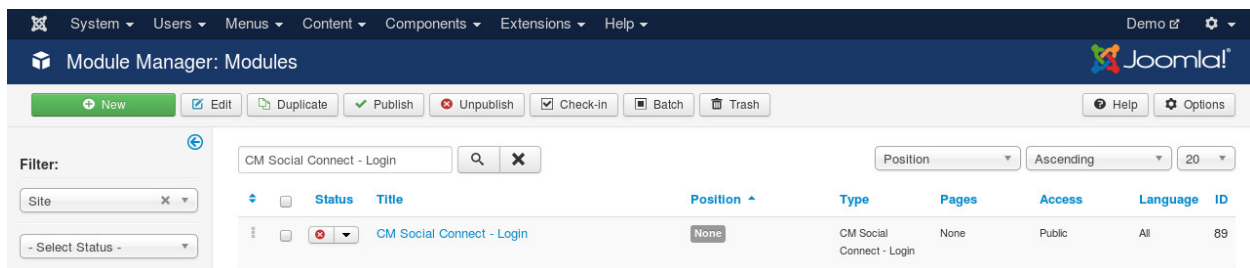 System Users Menus Content Components Extensions Help Demo
Module Manager: Modules Joomla!®
New Edit Duplicate Publish Unpublish Check-in Batch Trash Help Options
Filter:
CM Social Connect - Login Position Ascending 20
Site
Status Title Position Type Pages Access Language ID
- Select Status -
CM Social Connect - Login None CM Social None Public All 89
Connect - Login